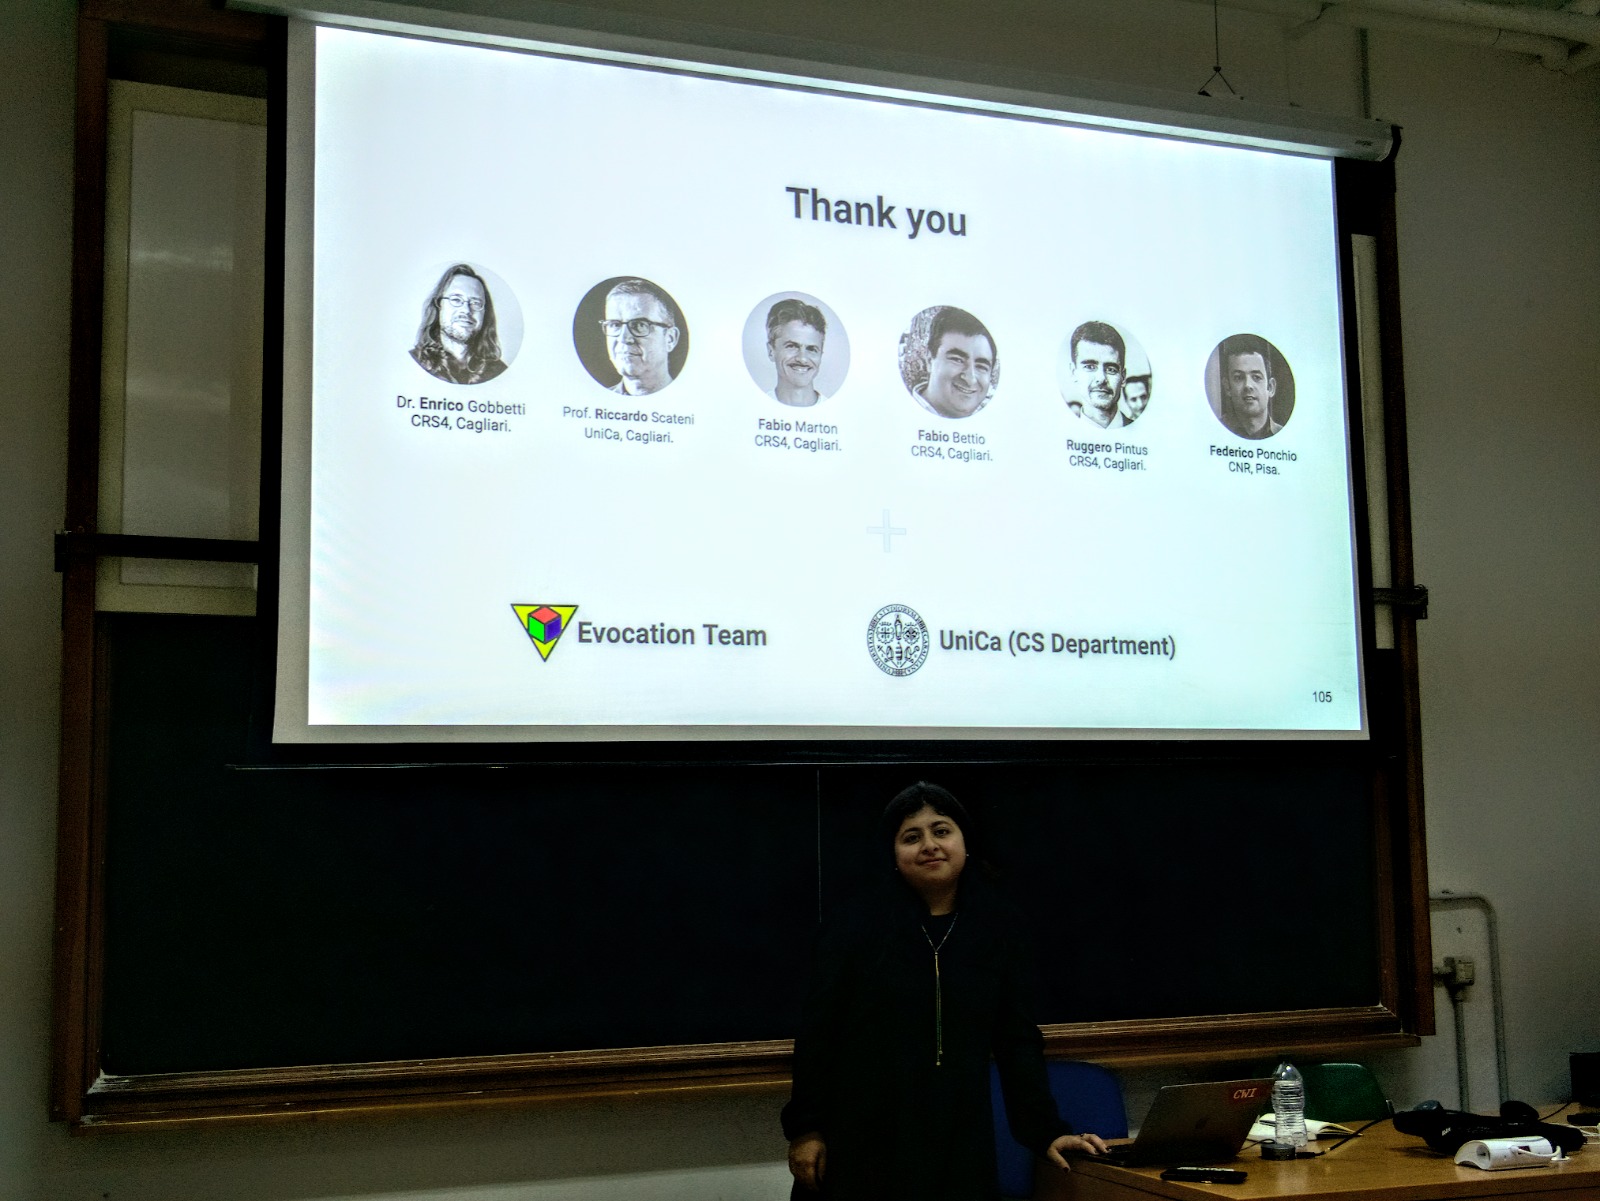 Thank you
Dr. Enrico Gobbetti
CRS4, Cagliari.
Prof. Riccardo Scateni
UniCa, Cagliari.
Fabio Marton
CRS4, Cagliari.
Fabio Bettio
CRS4, Cagliari.
Ruggero Pintus
CRS4, Cagliari.
Federico Ponchio
CNR, Pisa.
Evocation Team
UniCa (CS Department)
105
CWI